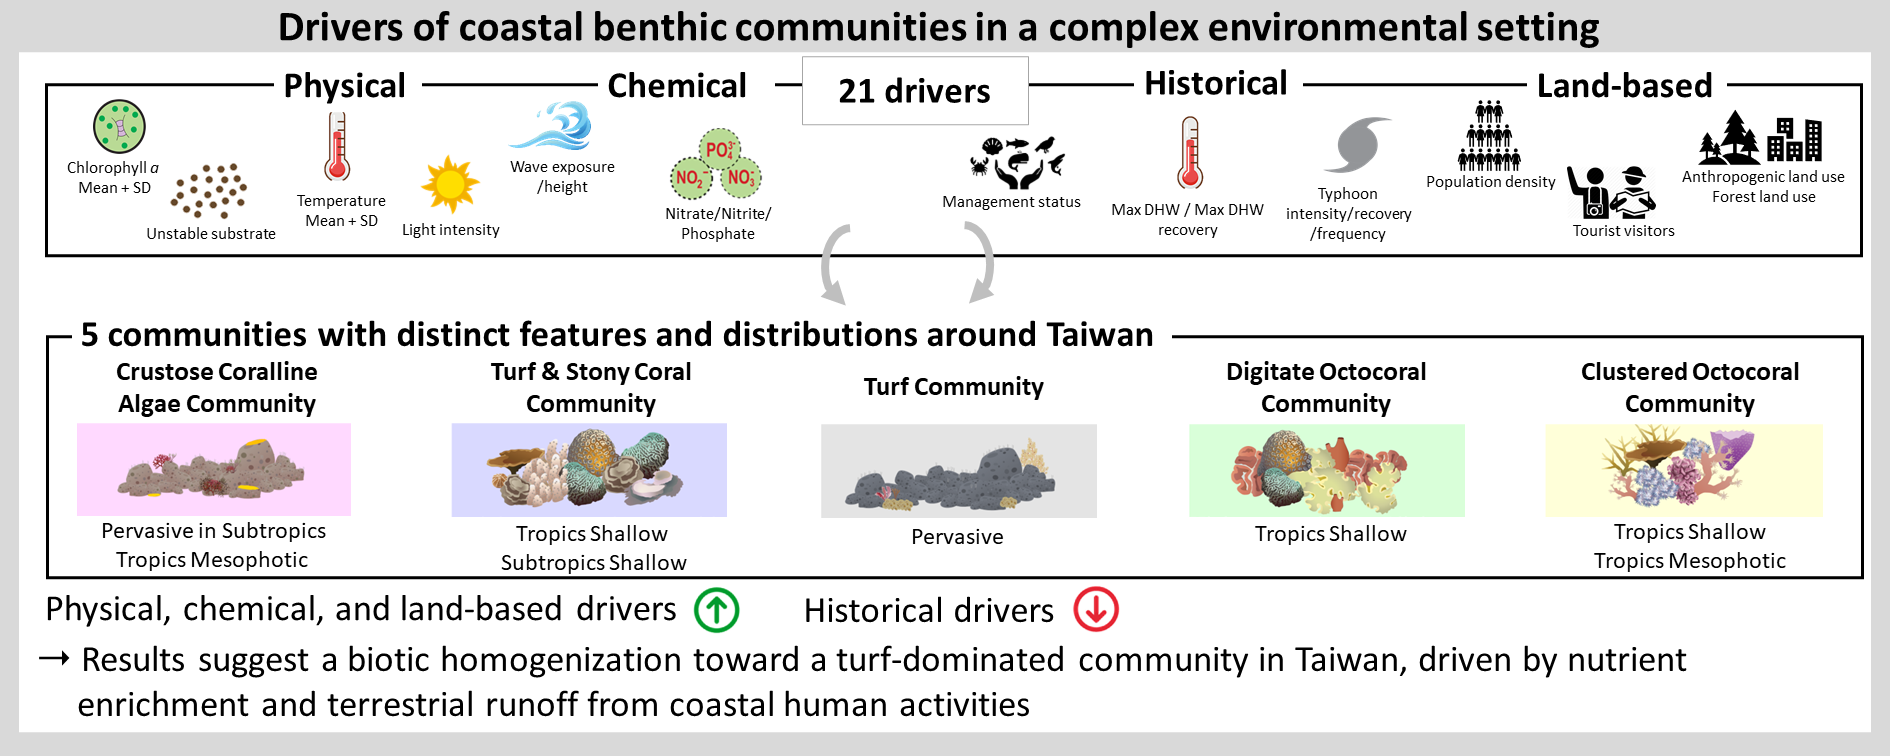 Drivers of coastal benthic communities in a complex environmental setting
Physical
Chemical
21 drivers
Historical
Land-based
Chlorophyll a
Mean + SD
Unstable substrate
Temperature
Mean + SD
Light intensity
Wave exposure
/height
PO₄³⁻
NO₂⁻
NO₃⁻
Nitrate/Nitrite/
Phosphate
Management status
Max DHW / Max DHW
recovery
Typhoon
intensity/recovery
/frequency
Population density
Tourist visitors
Anthropogenic land use
Forest land use
5 communities with distinct features and distributions around Taiwan
Crustose Coralline
Algae Community
Pervasive in Subtropics
Tropics Mesophotic
Turf & Stony Coral
Community
Tropics Shallow
Subtropics Shallow
Turf Community
Pervasive
Digitate Octocoral
Community
Tropics Shallow
Clustered Octocoral
Community
Tropics Shallow
Tropics Mesophotic
Physical, chemical, and land-based drivers ↑
Historical drivers ↓
→ Results suggest a biotic homogenization toward a turf-dominated community in Taiwan, driven by nutrient
enrichment and terrestrial runoff from coastal human activities